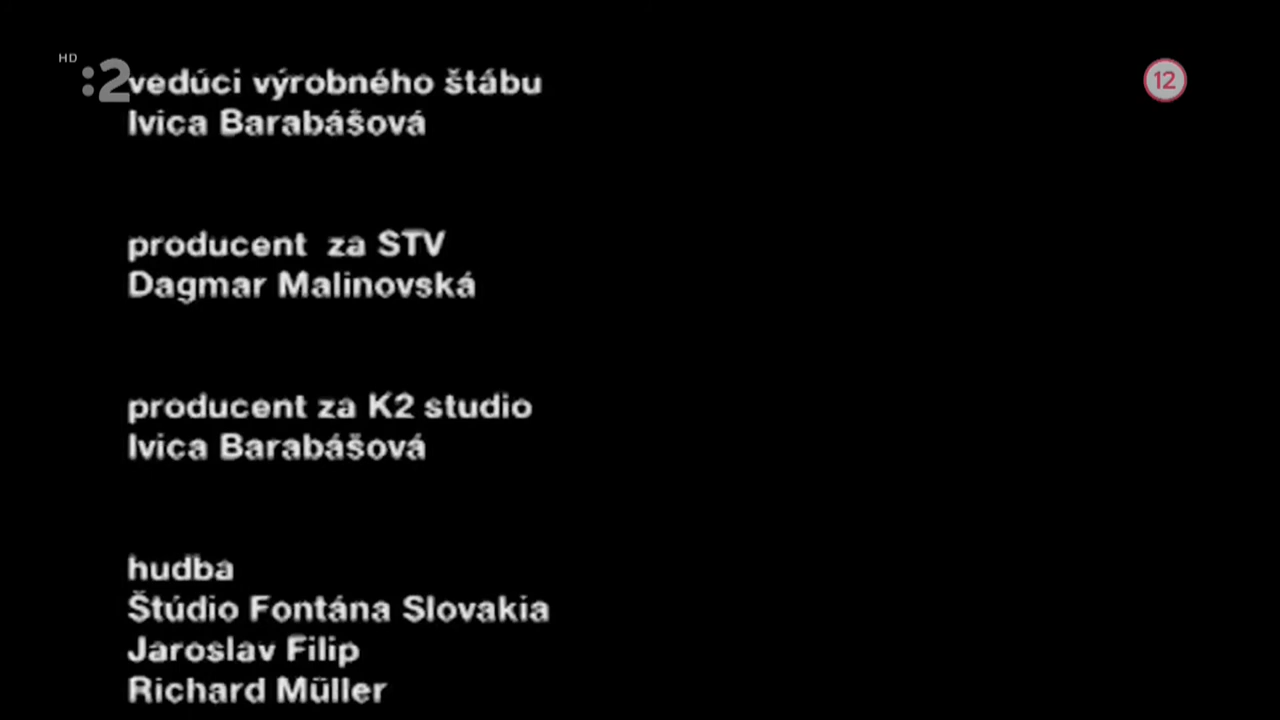 HD
:2
12
vedúci výrobného štábu
Ivica Barabášová
producent za STV
Dagmar Malinovská
producent za K2 studio
Ivica Barabášová
hudba
Štúdio Fontána Slovakia
Jaroslav Filip
Richard Müller